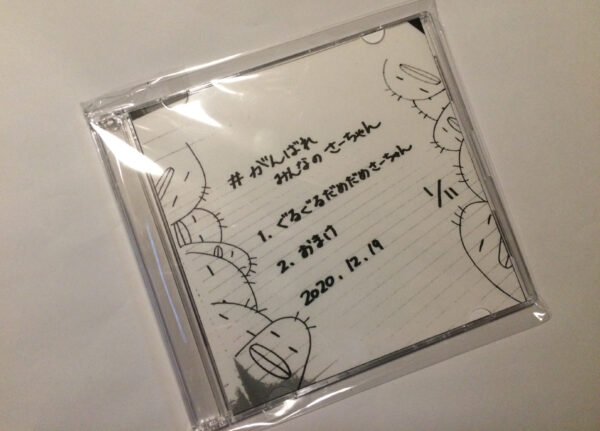 # がんばれ
みんなの さーちゃん
1. ぐるぐるだめだめさーちゃん
2. おまけ
2020.12.19
1/11